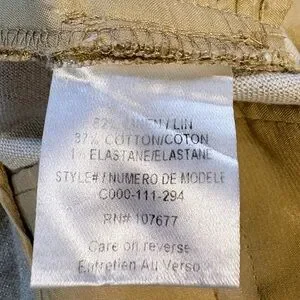 62% LINEN / LIN
37% COTTON/COTON
1% ELASTANE/ELASTANE
STYLE# / NUMERO DE MODELE
C000-111-294
RN# 107677
Care on reverse
Entretien Au Verso